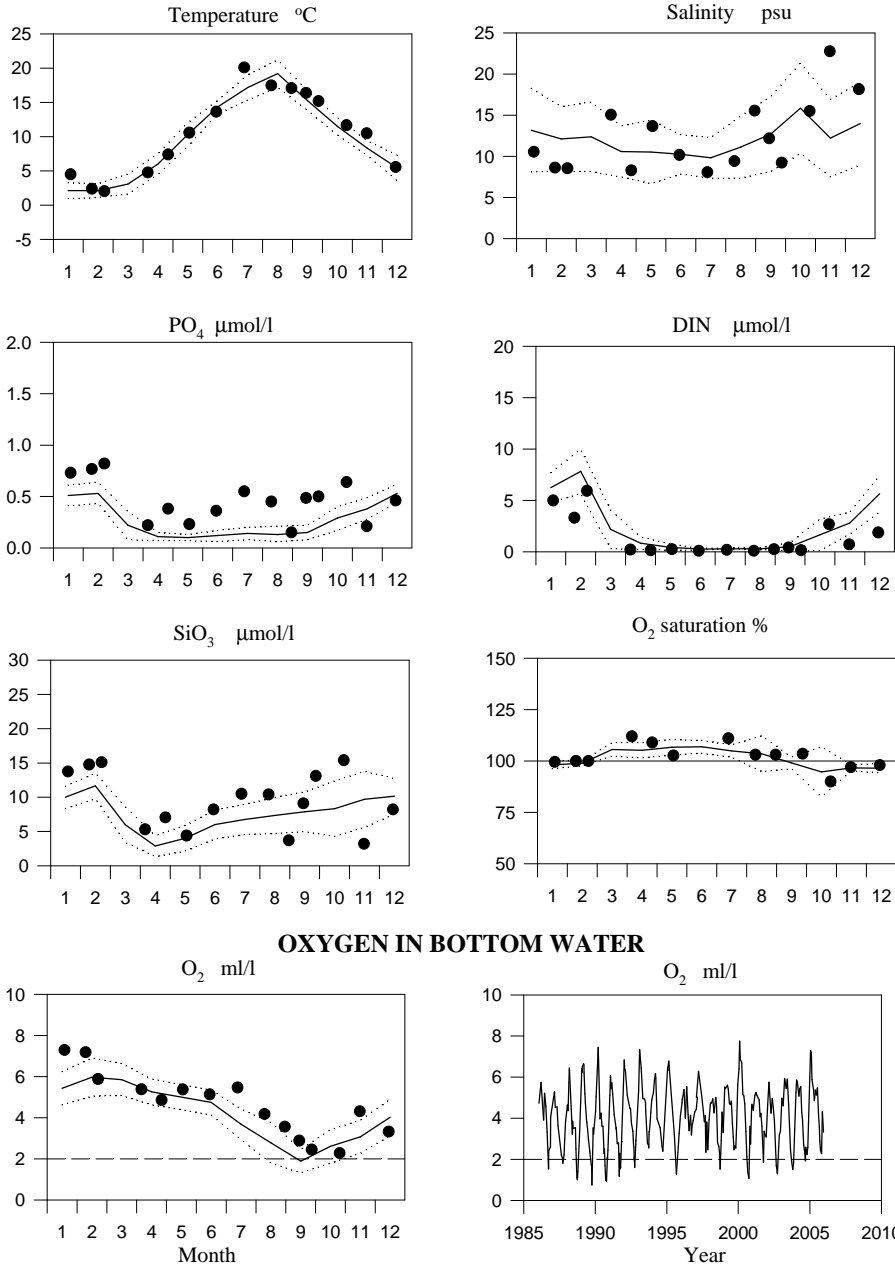 Temperature °C
25
20
15
10
5
0
-5
1 2 3 4 5 6 7 8 9 10 11 12
Salinity psu
25
20
15
10
5
0
1 2 3 4 5 6 7 8 9 10 11 12
PO4 μmol/l
2.0
1.5
1.0
0.5
0.0
1 2 3 4 5 6 7 8 9 10 11 12
DIN μmol/l
20
15
10
5
0
1 2 3 4 5 6 7 8 9 10 11 12
SiO3 μmol/l
30
25
20
15
10
5
0
1 2 3 4 5 6 7 8 9 10 11 12
O2 saturation %
150
125
100
75
50
1 2 3 4 5 6 7 8 9 10 11 12
OXYGEN IN BOTTOM WATER
O2 ml/l
10
8
6
4
2
0
1 2 3 4 5 6 7 8 9 10 11 12
Month
O2 ml/l
10
8
6
4
2
0
1985 1990 1995 2000 2005 2010
Year